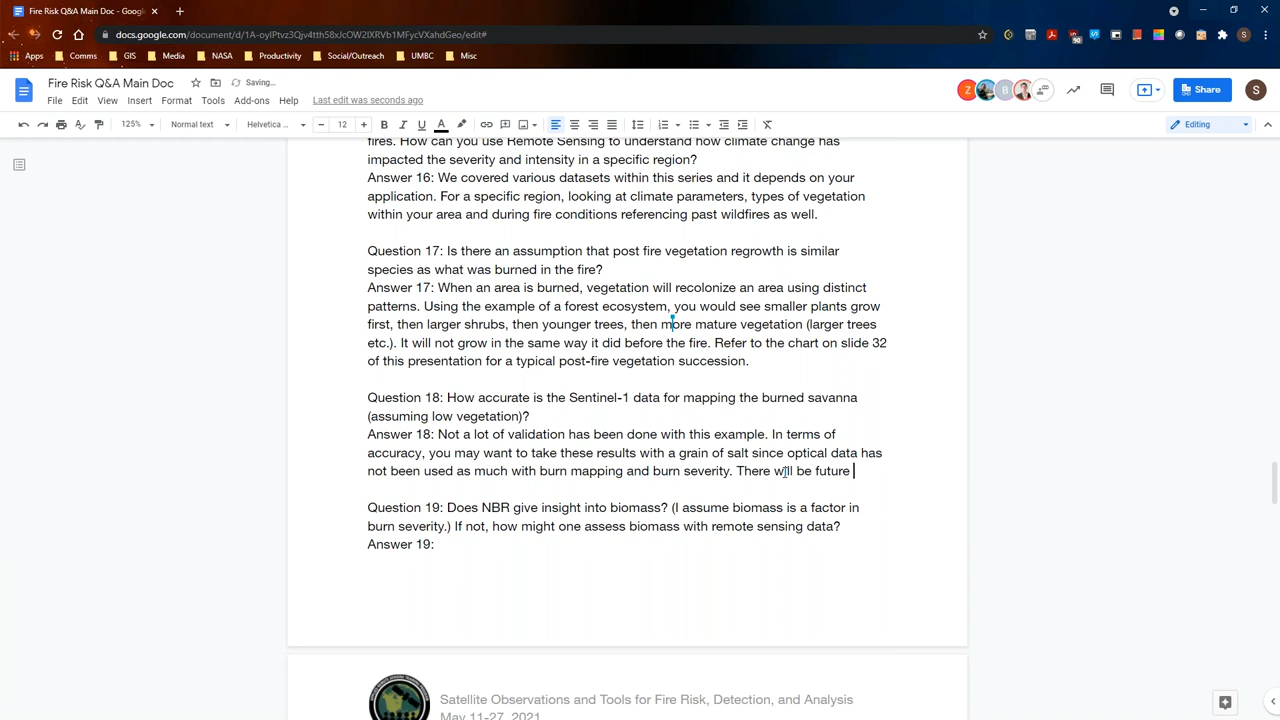 Fire Risk Q&A Main Doc - Googl
docs.google.com/document/d/1A-oylPtvz3Qjv4tth58xJcOW2IXRVb1MFycVXahdGeo/edit#
Apps Comms GIS Media NASA Productivity Social/Outreach UMBC Misc
Fire Risk Q&A Main Doc Saving...
File Edit View Insert Format Tools Add-ons Help Last edit was seconds ago
Z B Share S
125% Normal text Helvetica ... 12 Editing
fires. How can you use Remote Sensing to understand how climate change has
impacted the severity and intensity in a specific region?
Answer 16: We covered various datasets within this series and it depends on your
application. For a specific region, looking at climate parameters, types of vegetation
within your area and during fire conditions referencing past wildfires as well.
Question 17: Is there an assumption that post fire vegetation regrowth is similar
species as what was burned in the fire?
Answer 17: When an area is burned, vegetation will recolonize an area using distinct
patterns. Using the example of a forest ecosystem, you would see smaller plants grow
first, then larger shrubs, then younger trees, then more mature vegetation (larger trees
etc.). It will not grow in the same way it did before the fire. Refer to the chart on slide 32
of this presentation for a typical post-fire vegetation succession.
Question 18: How accurate is the Sentinel-1 data for mapping the burned savanna
(assuming low vegetation)?
Answer 18: Not a lot of validation has been done with this example. In terms of
accuracy, you may want to take these results with a grain of salt since optical data has
not been used as much with burn mapping and burn severity. There will be future
Question 19: Does NBR give insight into biomass? (I assume biomass is a factor in
burn severity.) If not, how might one assess biomass with remote sensing data?
Answer 19:
Satellite Observations and Tools for Fire Risk, Detection, and Analysis
May 11-27, 2021